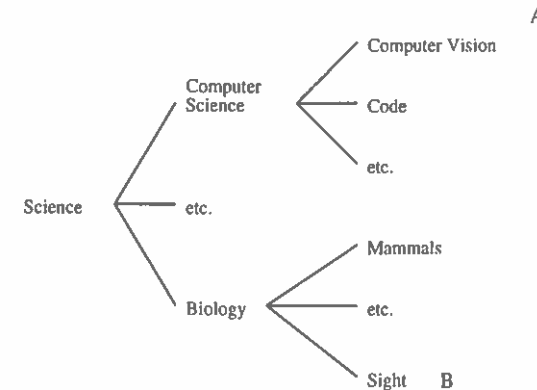 A
Computer Vision
Computer
Science
Code
etc.
Science
etc.
Mammals
Biology
etc.
Sight B